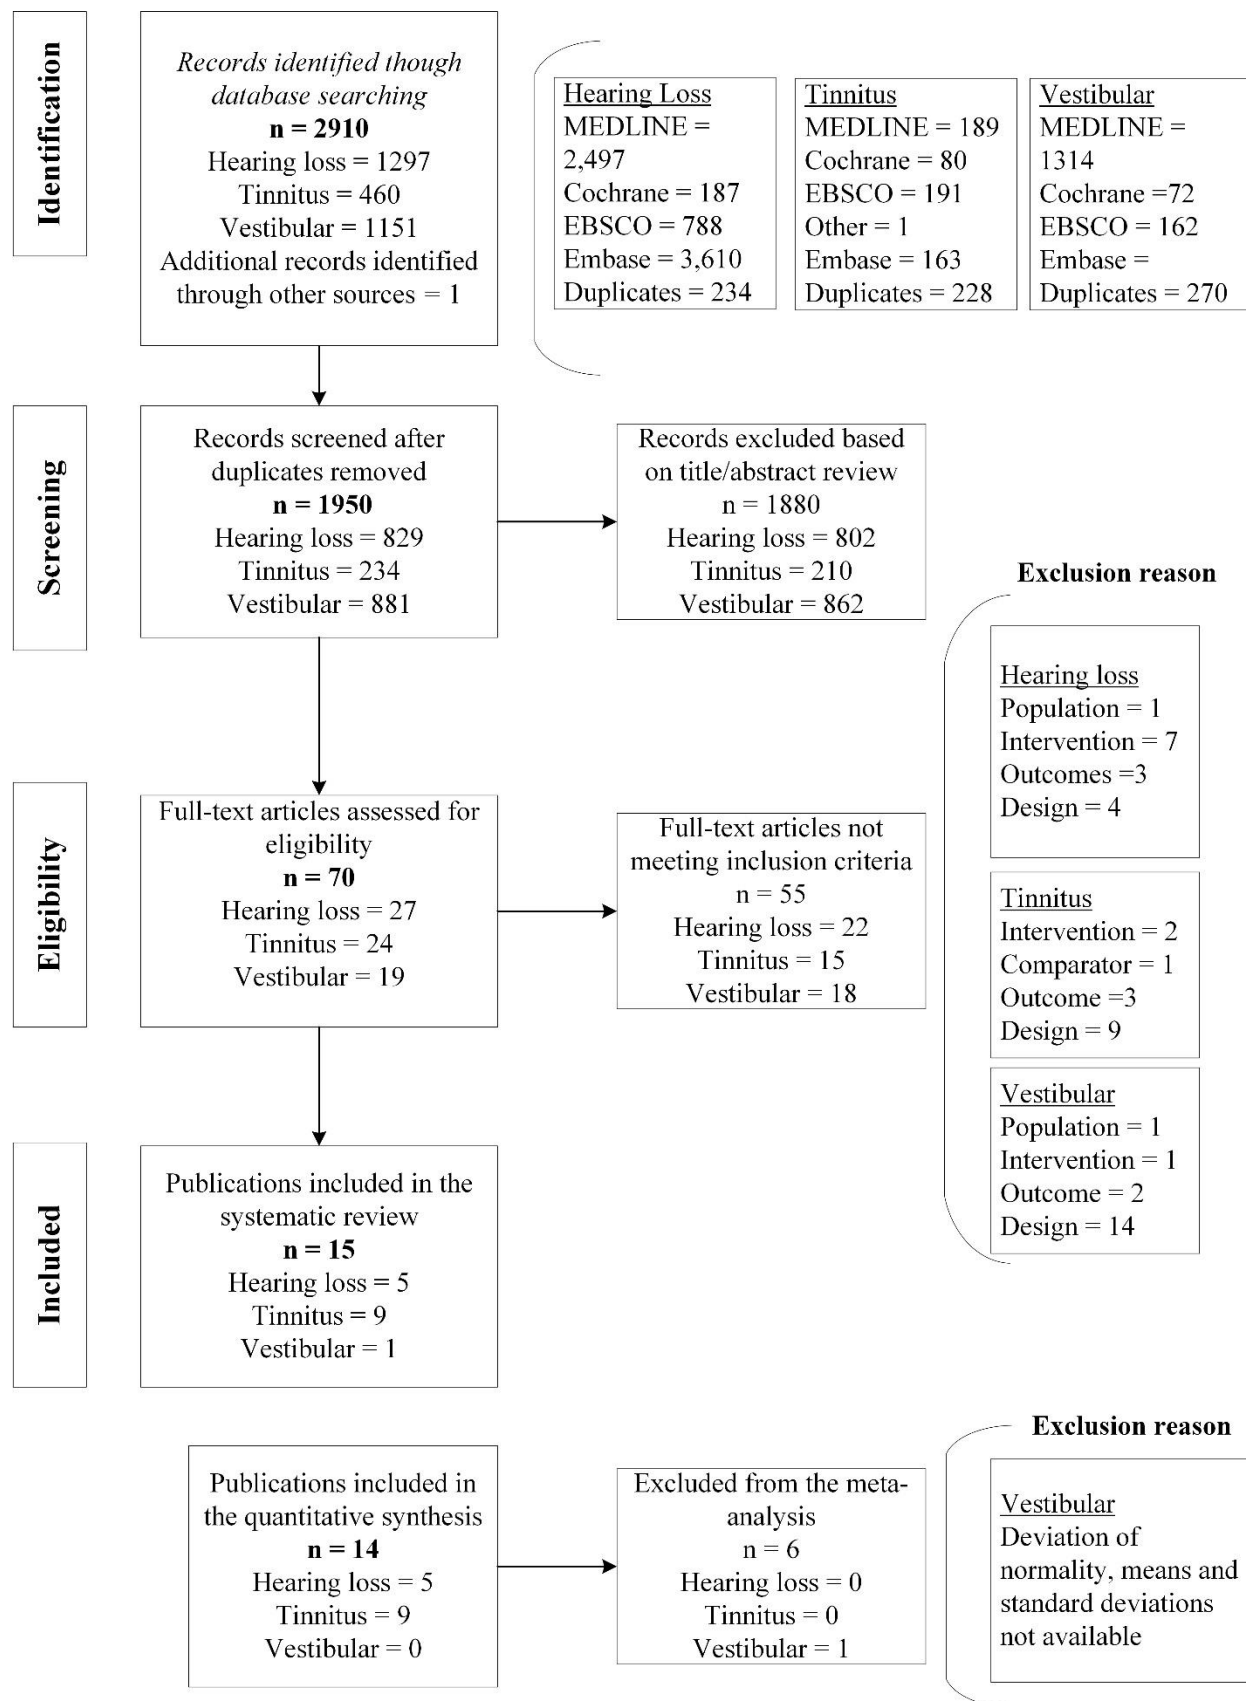 Identification
Records identified though
database searching
n = 2910
Hearing loss = 1297
Tinnitus = 460
Vestibular = 1151
Additional records identified
through other sources = 1
Hearing Loss
MEDLINE =
2,497
Cochrane = 187
EBSCO = 788
Embase = 3,610
Duplicates = 234
Tinnitus
MEDLINE = 189
Cochrane = 80
EBSCO = 191
Other = 1
Embase = 163
Duplicates = 228
Vestibular
MEDLINE =
1314
Cochrane =72
EBSCO = 162
Embase =
Duplicates = 270
Screening
Records screened after
duplicates removed
n = 1950
Hearing loss = 829
Tinnitus = 234
Vestibular = 881
Records excluded based
on title/abstract review
n = 1880
Hearing loss = 802
Tinnitus = 210
Vestibular = 862
Exclusion reason
Hearing loss
Population = 1
Intervention = 7
Outcomes =3
Design = 4
Tinnitus
Intervention = 2
Comparator = 1
Outcome =3
Design = 9
Vestibular
Population = 1
Intervention = 1
Outcome = 2
Design = 14
Eligibility
Full-text articles assessed for
eligibility
n = 70
Hearing loss = 27
Tinnitus = 24
Vestibular = 19
Full-text articles not
meeting inclusion criteria
n = 55
Hearing loss = 22
Tinnitus = 15
Vestibular = 18
Included
Publications included in the
systematic review
n = 15
Hearing loss = 5
Tinnitus = 9
Vestibular = 1
Publications included in
the quantitative synthesis
n = 14
Hearing loss = 5
Tinnitus = 9
Vestibular = 0
Excluded from the meta-
analysis
n = 6
Hearing loss = 0
Tinnitus = 0
Vestibular = 1
Exclusion reason
Vestibular
Deviation of
normality, means and
standard deviations
not available